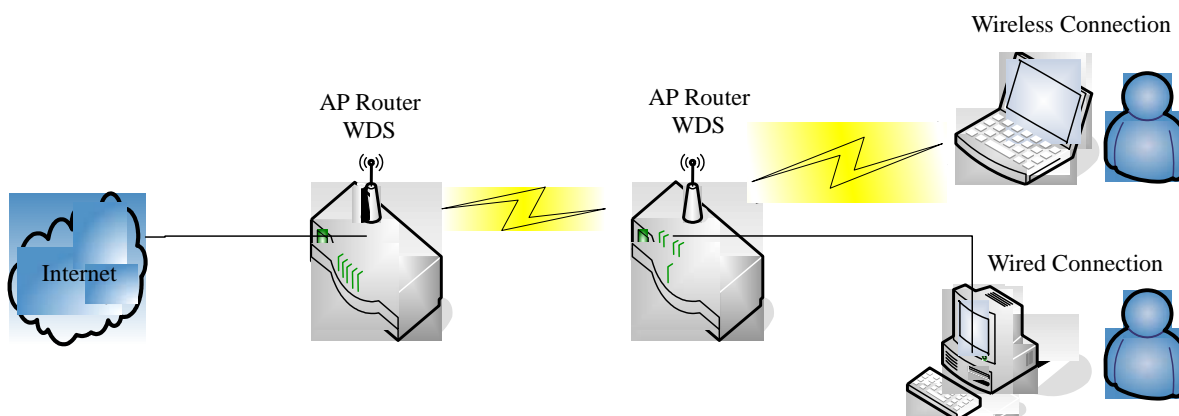 Wireless Connection
AP Router
WDS
AP Router
WDS
Internet
Wired Connection